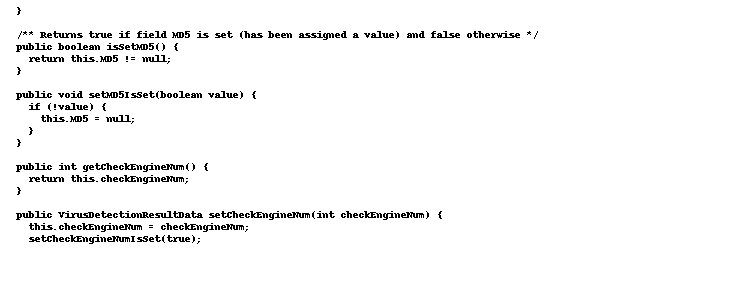 }
/** Returns true if field MD5 is set (has been assigned a value) and false otherwise */
public boolean isSetMD5() {
return this.MD5 != null;
}
public void setMD5IsSet(boolean value) {
if (!value) {
this.MD5 = null;
}
}
public int getCheckEngineNum() {
return this.checkEngineNum;
}
public VirusDetectionResultData setCheckEngineNum(int checkEngineNum) {
this.checkEngineNum = checkEngineNum;
setCheckEngineNumIsSet(true);